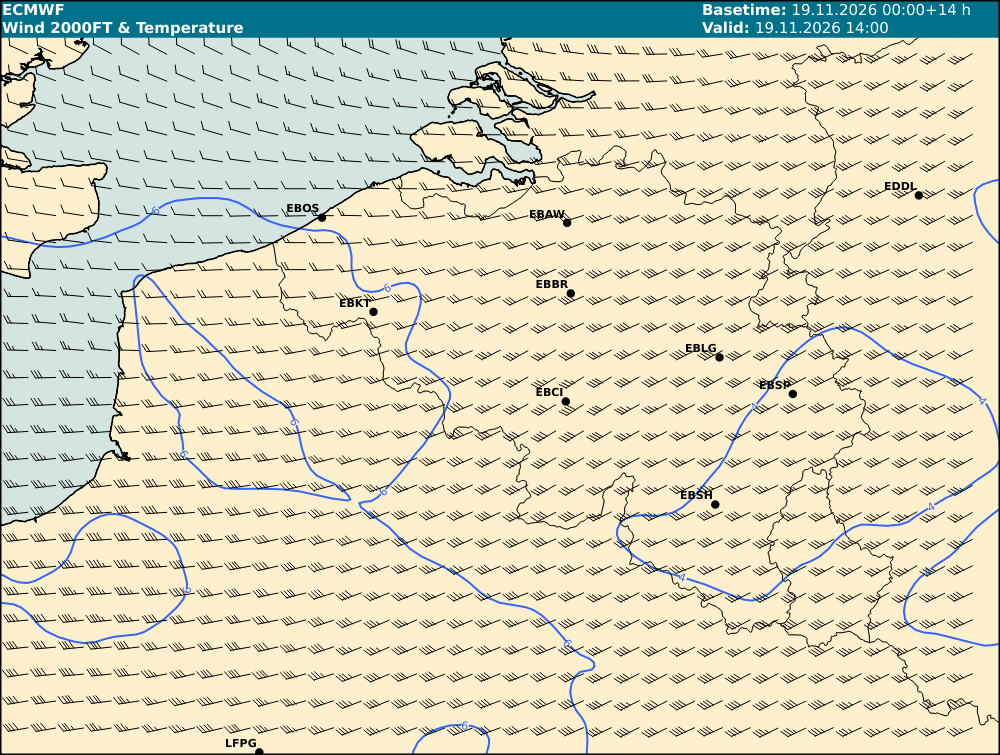 ECMWF
Basetime: 19.11.2026 00:00+14 h
Wind 2000FT & Temperature
Valid: 19.11.2026 14:00
EDDL
6
EBOS
EBAW
EBBR
6
EBKT
EBLG
EBSP
EBCI
4
4
6
6
6
EBSH
4
4
4
6
6
6
LFPG